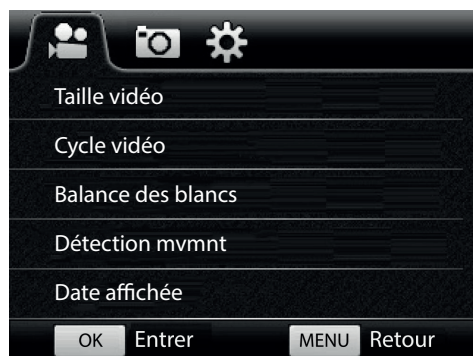 Taille vidéo
Cycle vidéo
Balance des blancs
Détection mvmnt
Date affichée
OK Entrer MENU Retour